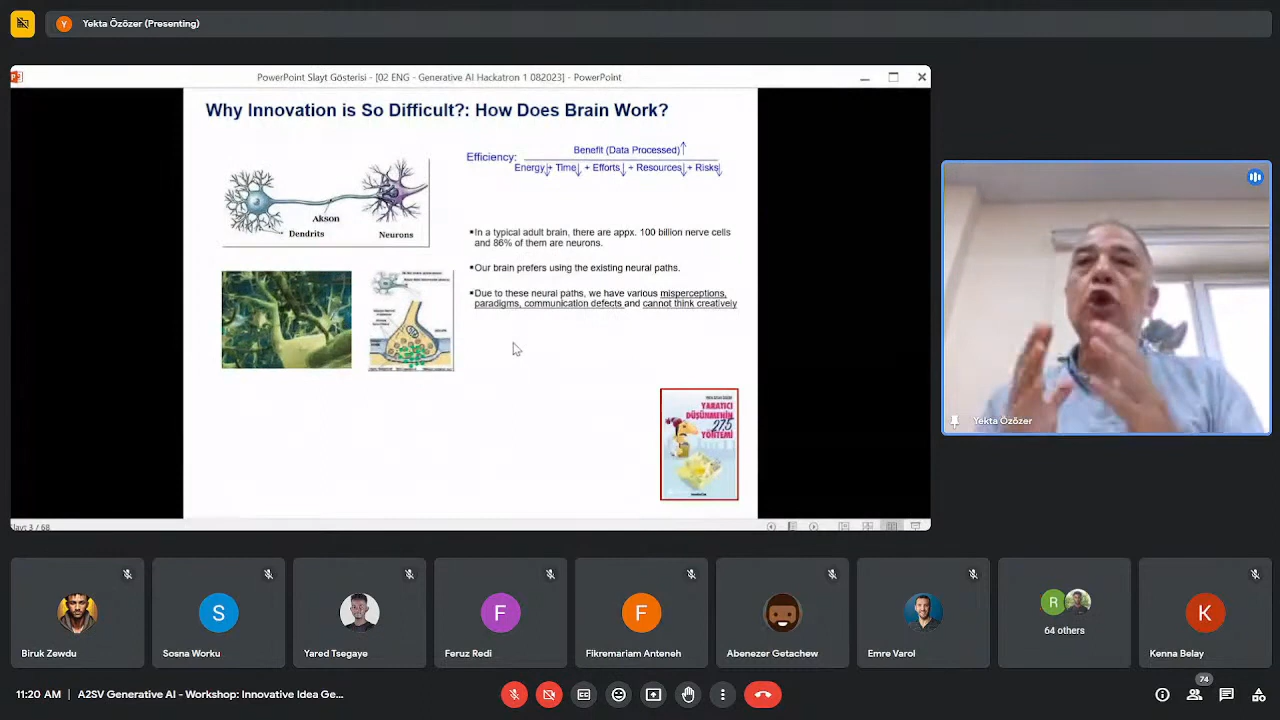 Yekta Özözer (Presenting)
Y
PowerPoint Slayt Gösterisi - [02 ENG - Generative AI Hackatron 1 082023] - PowerPoint
Why Innovation is So Difficult?: How Does Brain Work?
Efficiency:
Benefit (Data Processed)↑
Energy↓+ Time↓ + Efforts↓ + Resources↓ + Risks↓
Akson
Dendrits
Neurons
▪In a typical adult brain, there are appx. 100 billion nerve cells
and 86% of them are neurons.
▪Our brain prefers using the existing neural paths.
▪Due to these neural paths, we have various misperceptions,
paradigms, communication defects and cannot think creatively
YARATICI
DÜŞÜNMENİN
27,5
YÖNTEMİ
3 / 68
Yekta Özözer
Biruk Zewdu
S
Sosna Worku
Yared Tsegaye
F
Feruz Redi
F
Fikremariam Anteneh
Abenezer Getachew
Emre Varol
R
64 others
K
Kenna Belay
11:20 AM | A2SV Generative AI - Workshop: Innovative Idea Ge...
74